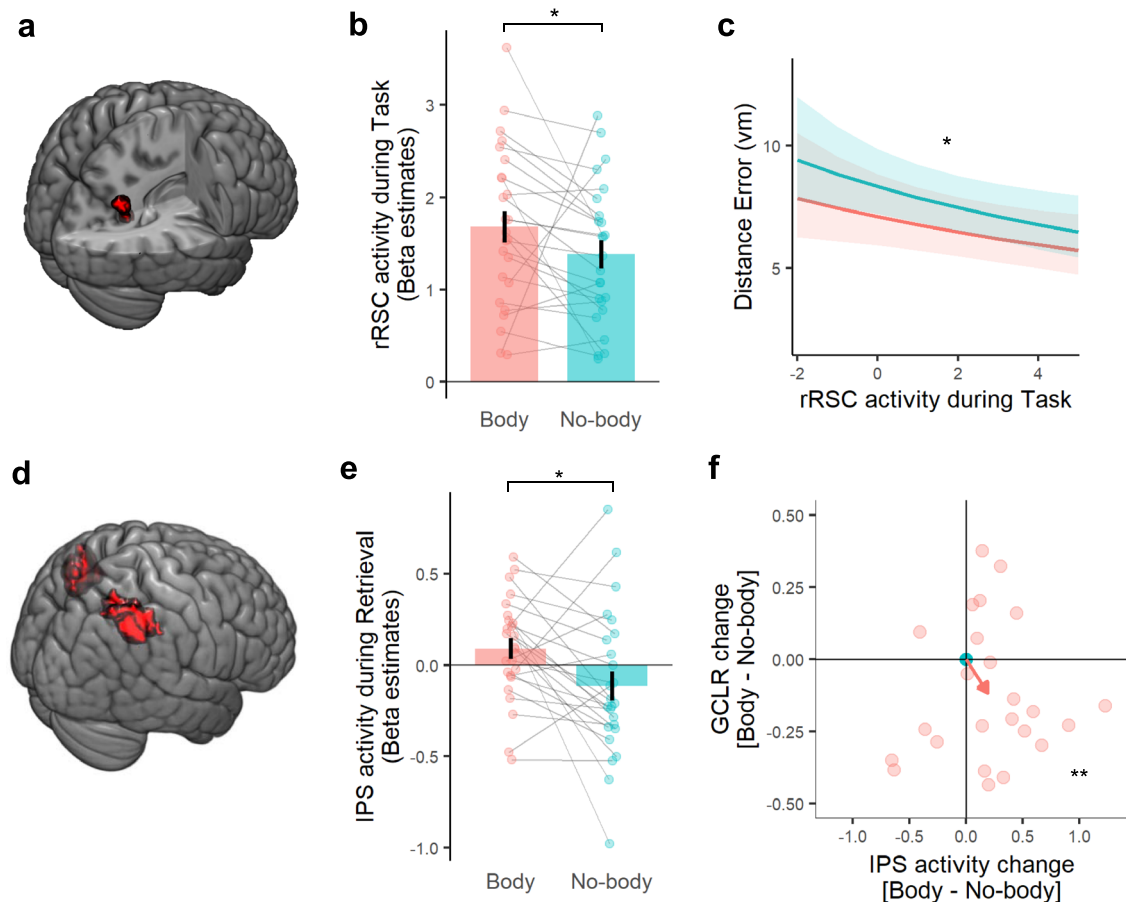 a
b
*
rRSC activity during Task
(Beta estimates)
3
2
1
0
Body No-body
c
*
Distance Error (vm)
10
5
-2 0 2 4
rRSC activity during Task
d
e
*
IPS activity during Retrieval
(Beta estimates)
0.5
0.0
-0.5
-1.0
Body No-body
f
GCLR change
[Body - No-body]
0.50
0.25
0.00
-0.25
-0.50
**
-1.0 -0.5 0.0 0.5 1.0
IPS activity change
[Body - No-body]